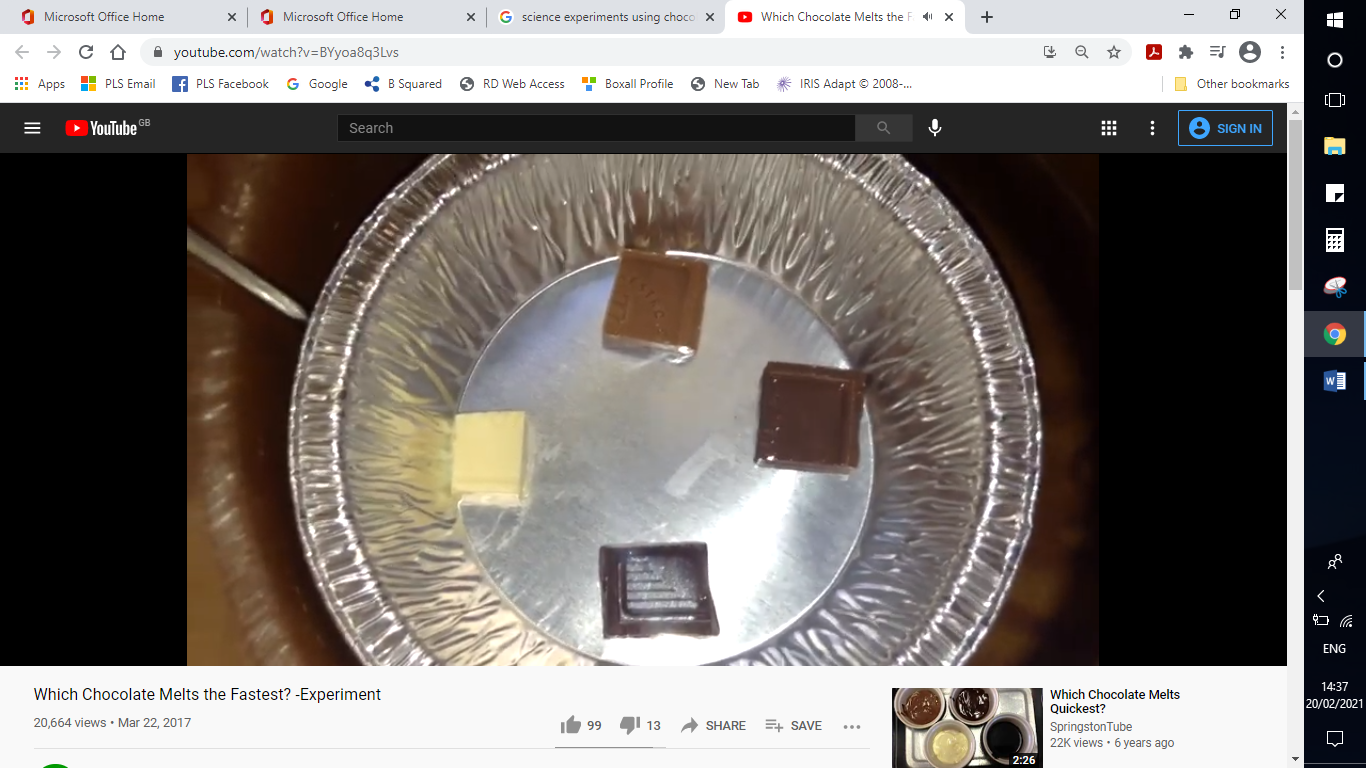 Microsoft Office Home
Microsoft Office Home
science experiments using choco
Which Chocolate Melts the F
youtube.com/watch?v=BYyoa8q3Lvs
Apps
PLS Email
PLS Facebook
Google
B Squared
RD Web Access
Boxall Profile
New Tab
IRIS Adapt © 2008-...
Other bookmarks
YouTube GB
Search
SIGN IN
Which Chocolate Melts the Fastest? -Experiment
20,664 views • Mar 22, 2017
99
13
SHARE
SAVE
Which Chocolate Melts
Quickest?
SpringstonTube
22K views • 6 years ago
2:26
ENG
14:37
20/02/2021